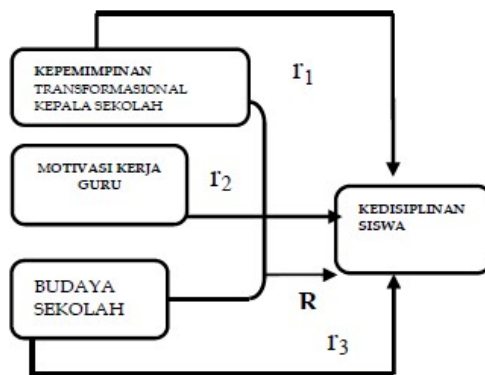 KEPEMIMPINAN
TRANSFORMASIONAL
KEPALA SEKOLAH
r1
MOTIVASI KERJA
GURU
r2
KEDISIPLINAN
SISWA
BUDAYA
SEKOLAH
R
r3